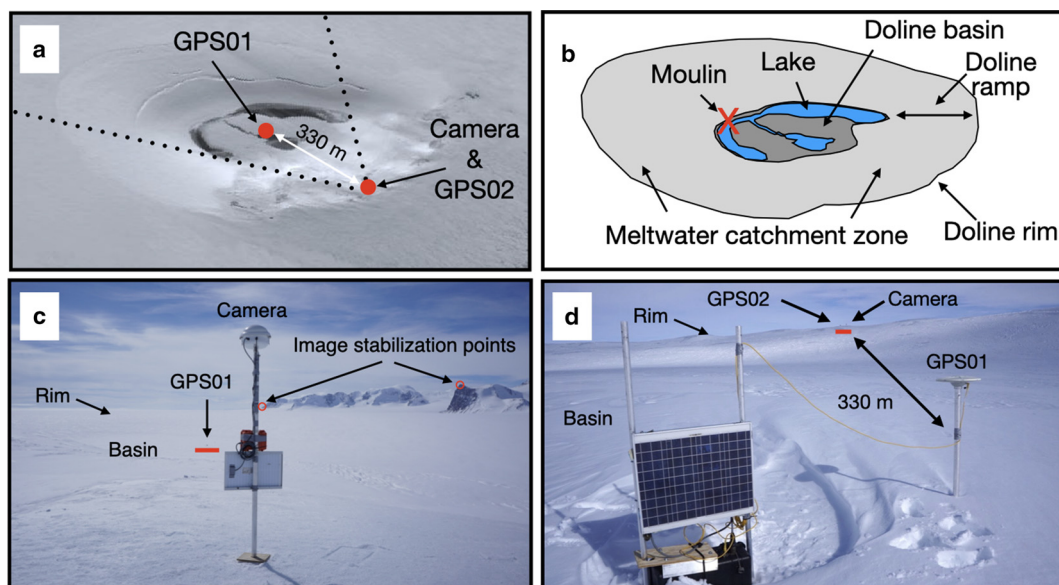 a
GPS01
330 m
Camera
&
GPS02
b
Doline basin
Moulin
Lake
Doline
ramp
X
Meltwater catchment zone
Doline rim
c
Camera
Image stabilization points
GPS01
Rim
Basin
d
GPS02
Camera
Rim
GPS01
330 m
Basin